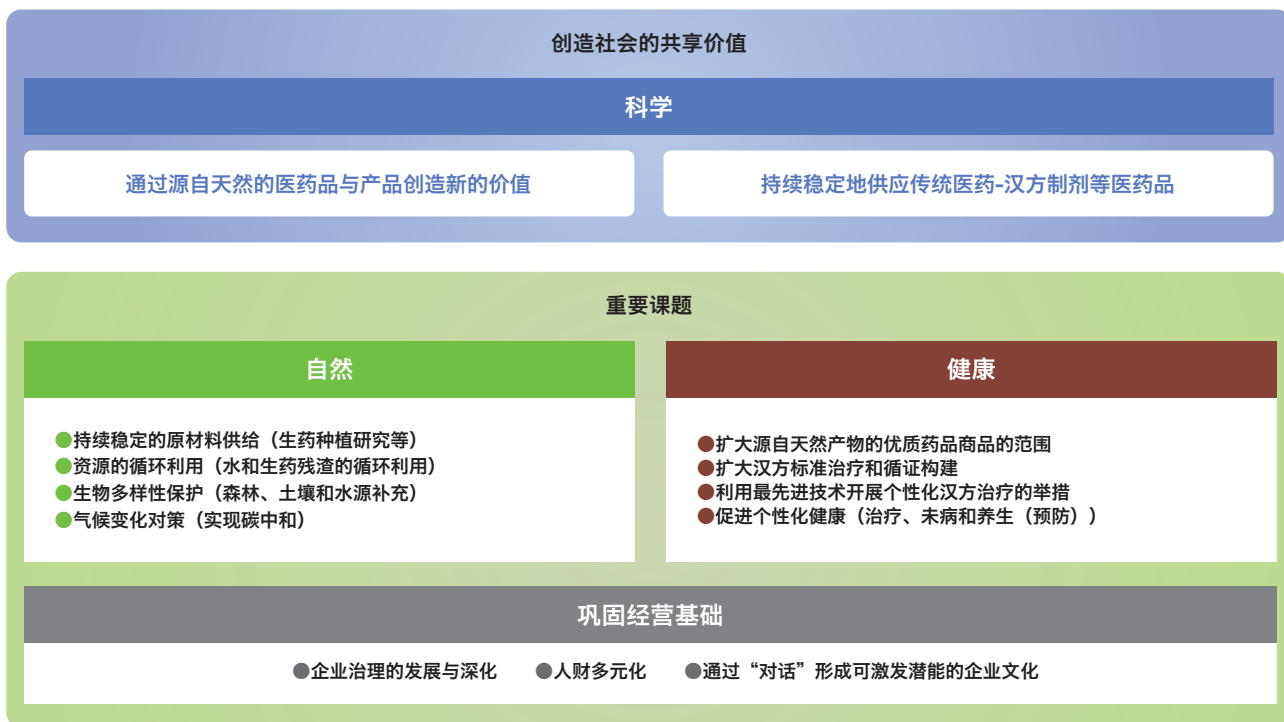 创造社会的共享价值
科学
通过源自天然的医药品与产品创造新的价值
持续稳定地供应传统医药-汉方制剂等医药品
重要课题
自然
●持续稳定的原材料供给（生药种植研究等）
●资源的循环利用（水和生药残渣的循环利用）
●生物多样性保护（森林、土壤和水源补充）
●气候变化对策（实现碳中和）
健康
●扩大源自天然产物的优质药品商品的范围
●扩大汉方标准治疗和循证构建
●利用最先进技术开展个性化汉方治疗的举措
●促进个性化健康（治疗、未病和养生（预防））
巩固经营基础
●企业治理的发展与深化 ●人财多元化 ●通过“对话”形成可激发潜能的企业文化